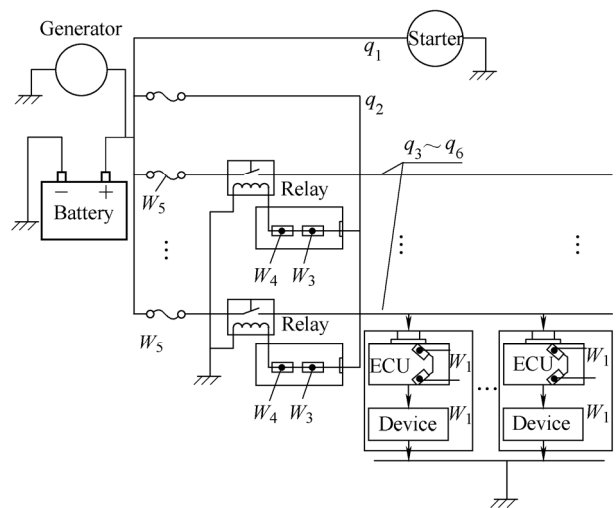 Generator
Starter
q1
q2
q3~q6
− +
Battery
W5
Relay
W4 W3
⋮ ⋮ ⋮
Relay
W5
W4 W3
ECU W1 ECU W1
...
W1 W1
Device Device